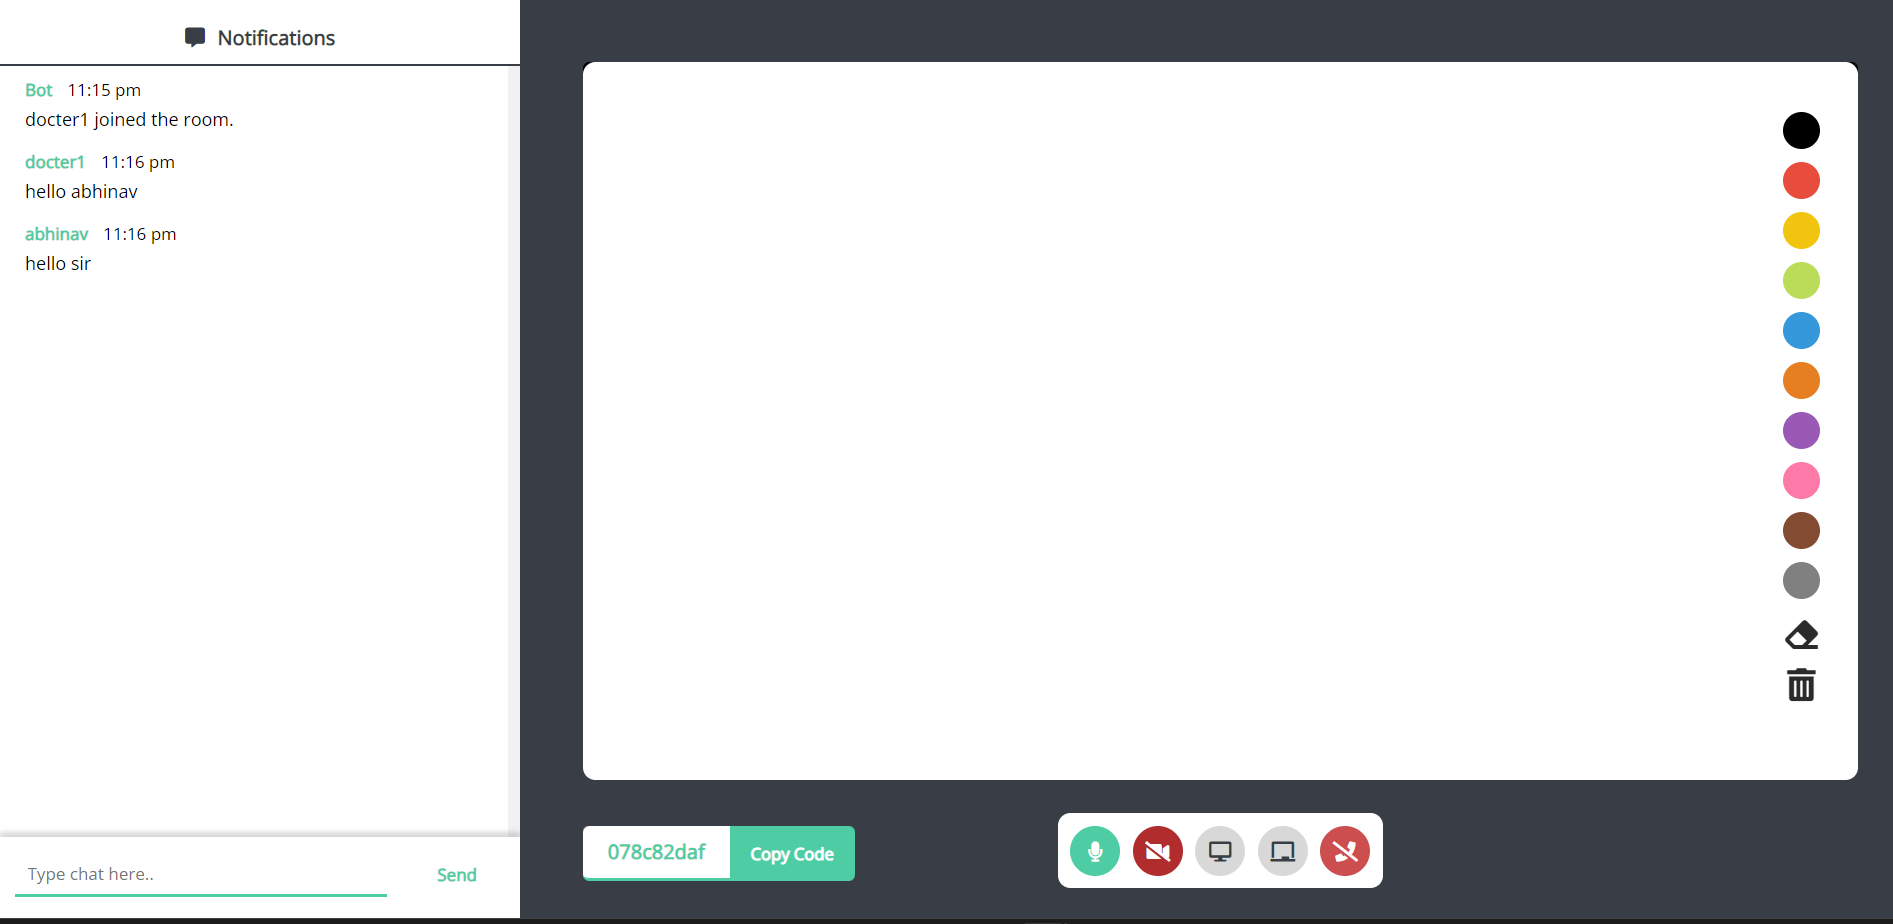 Notifications
Bot 11:15 pm
docter1 joined the room.
docter1 11:16 pm
hello abhinav
abhinav 11:16 pm
hello sir
Type chat here..
Send
078c82daf
Copy Code